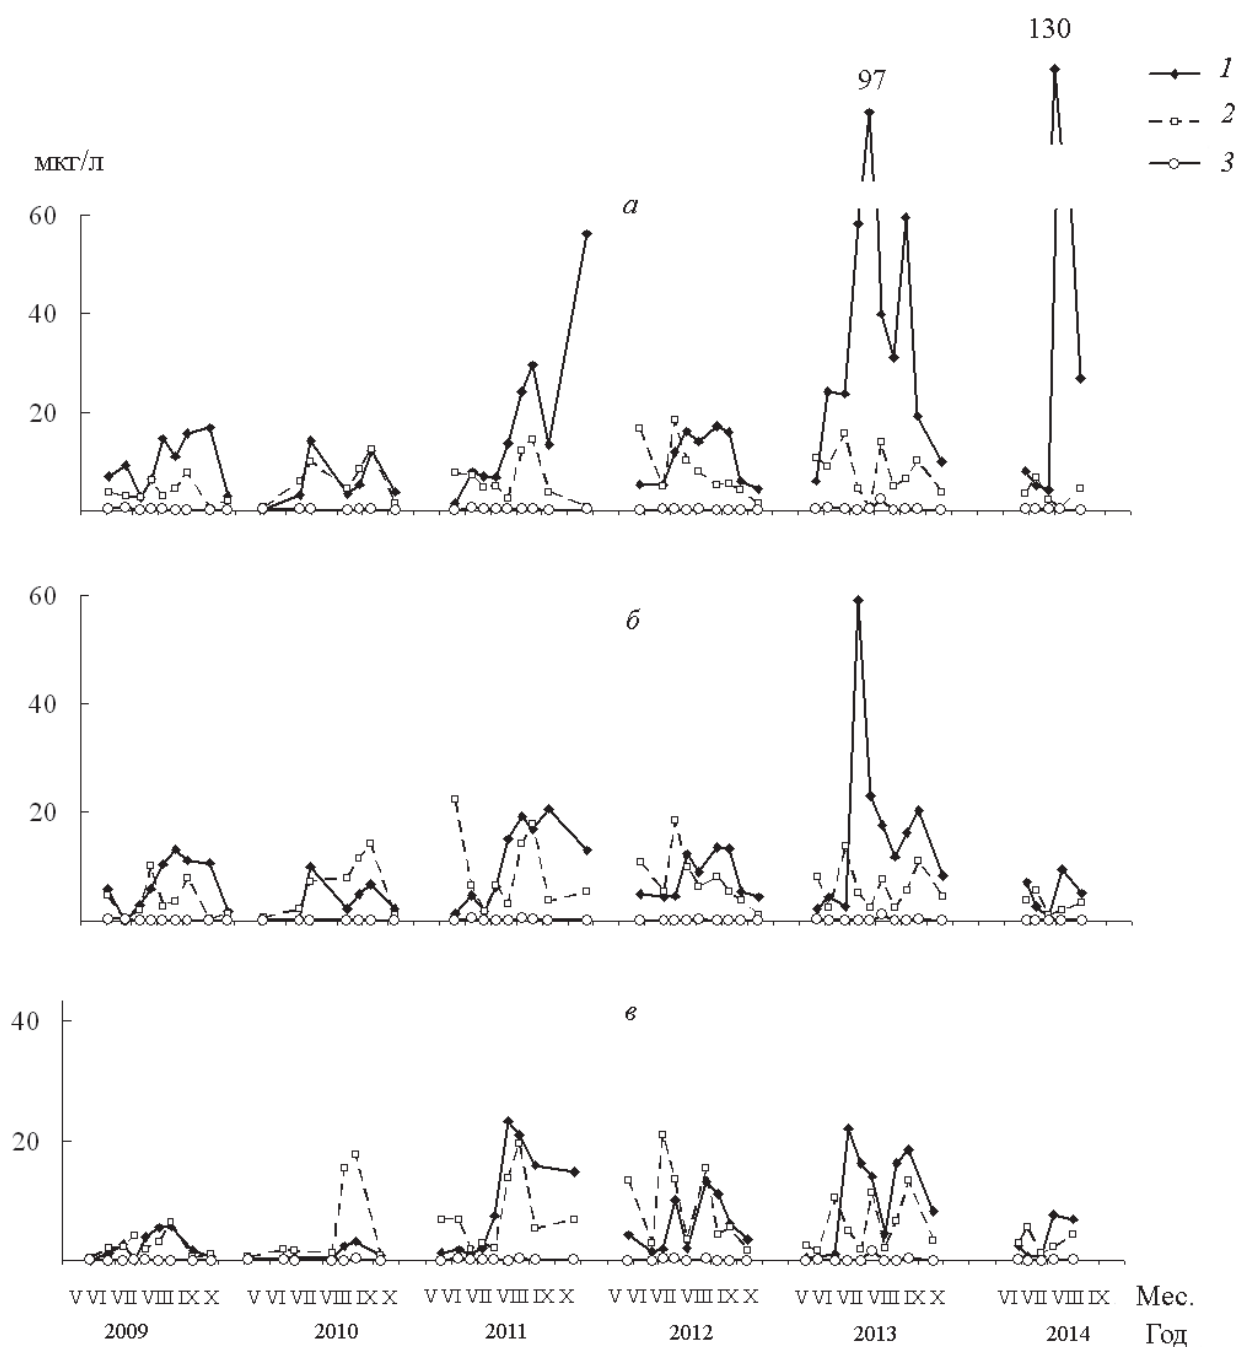 130
97
1
2
3
мкг/л
а
60
40
20
б
60
40
20
в
40
20
V VI VII VIII IX X V VI VII VIII IX X V VI VII VIII IX X V VI VII VIII IX X V VI VII VIII IX X VI VII VIII IX Мес.
2009 2010 2011 2012 2013 2014 Год